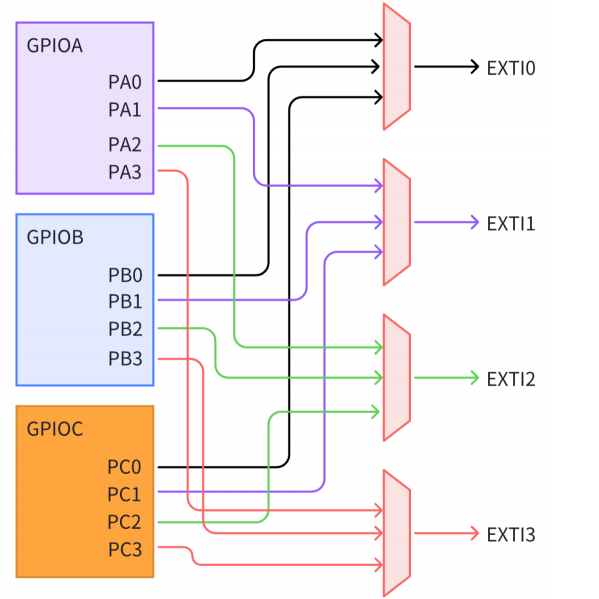 GPIOA
PA0
PA1
PA2
PA3
GPIOB
PB0
PB1
PB2
PB3
GPIOC
PC0
PC1
PC2
PC3
EXTI0
EXTI1
EXTI2
EXTI3